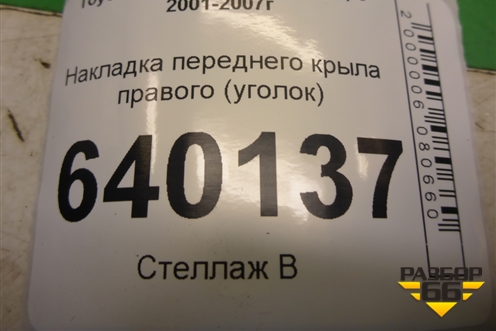 2001-2007г
Накладка переднего крыла
правого (уголок)
640137
Стеллаж В
2000006080660
РАЗБОР
66